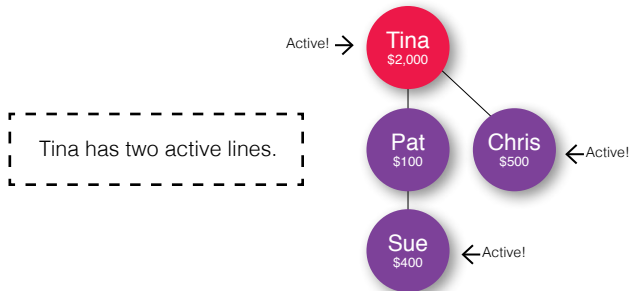 Active!
Tina
$2,000
Tina has two active lines.
Pat
$100
Chris
$500
Active!
Sue
$400
Active!